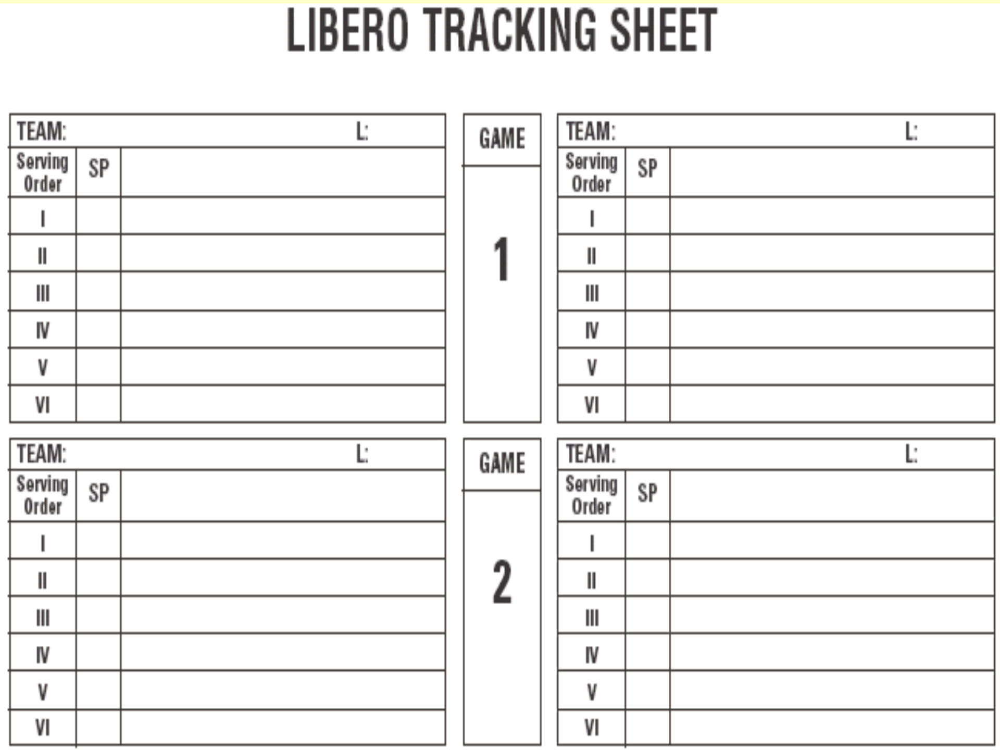 LIBERO TRACKING SHEET
TEAM: L:
Serving Order SP
I
II
III
IV
V
VI
GAME
1
TEAM: L:
Serving Order SP
I
II
III
IV
V
VI
TEAM: L:
Serving Order SP
I
II
III
IV
V
VI
GAME
2
TEAM: L:
Serving Order SP
I
II
III
IV
V
VI